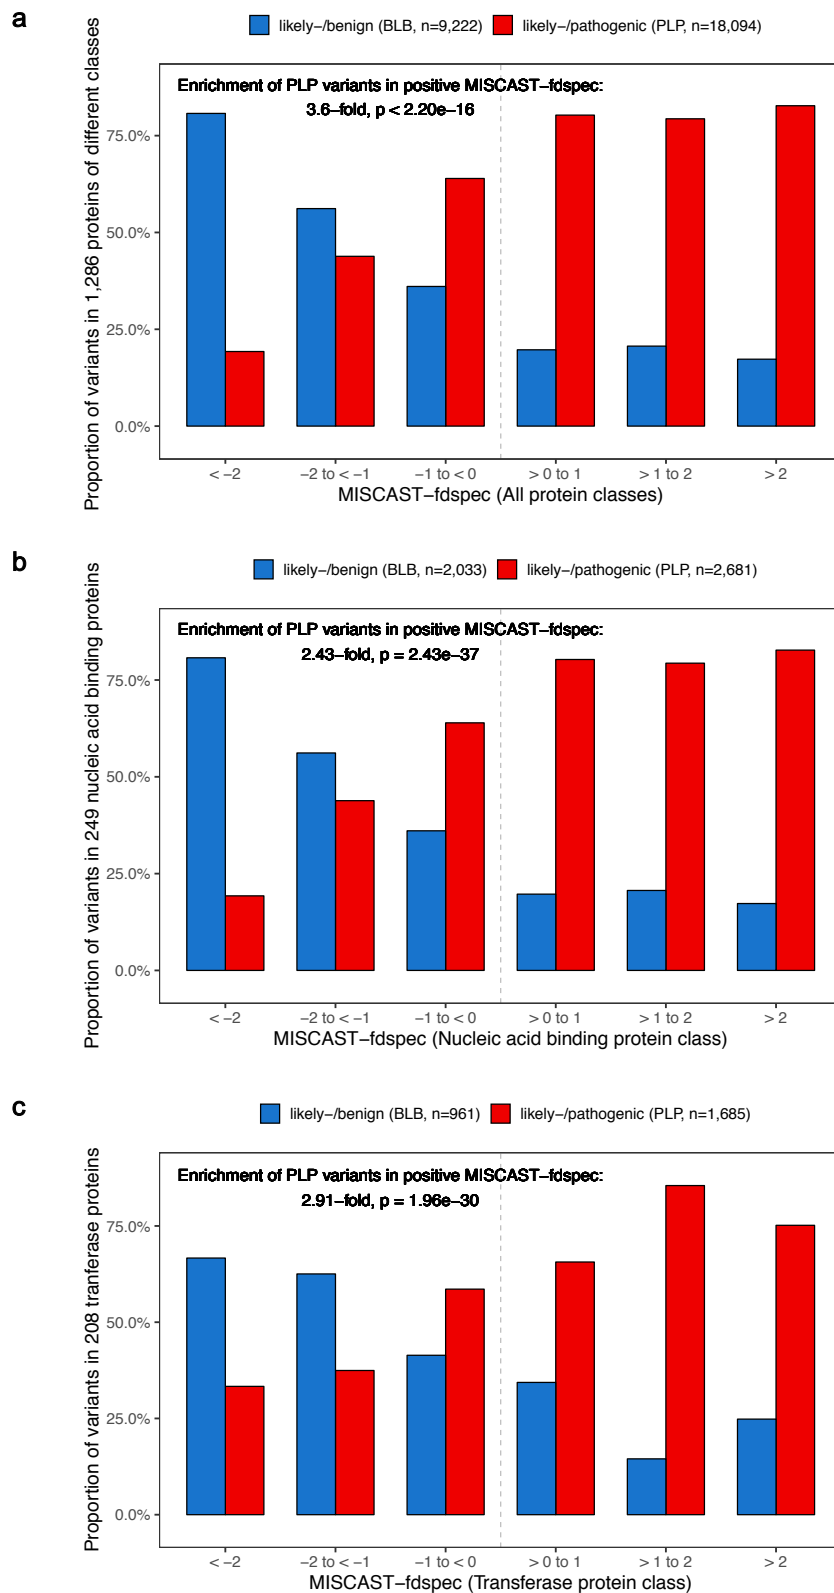 a
likely-/benign (BLB, n=9,222) likely-/pathogenic (PLP, n=18,094)
Enrichment of PLP variants in positive MISCAST-fdspec:
3.6-fold, p < 2.20e-16
Proportion of variants in 1,286 proteins of different classes
75.0%
50.0%
25.0%
0.0%
< -2 -2 to < -1 -1 to < 0 > 0 to 1 > 1 to 2 > 2
MISCAST-fdspec (All protein classes)
b
likely-/benign (BLB, n=2,033) likely-/pathogenic (PLP, n=2,681)
Enrichment of PLP variants in positive MISCAST-fdspec:
2.43-fold, p = 2.43e-37
Proportion of variants in 249 nucleic acid binding proteins
75.0%
50.0%
25.0%
0.0%
< -2 -2 to < -1 -1 to < 0 > 0 to 1 > 1 to 2 > 2
MISCAST-fdspec (Nucleic acid binding protein class)
c
likely-/benign (BLB, n=961) likely-/pathogenic (PLP, n=1,685)
Enrichment of PLP variants in positive MISCAST-fdspec:
2.91-fold, p = 1.96e-30
Proportion of variants in 208 tranferase proteins
75.0%
50.0%
25.0%
0.0%
< -2 -2 to < -1 -1 to < 0 > 0 to 1 > 1 to 2 > 2
MISCAST-fdspec (Transferase protein class)